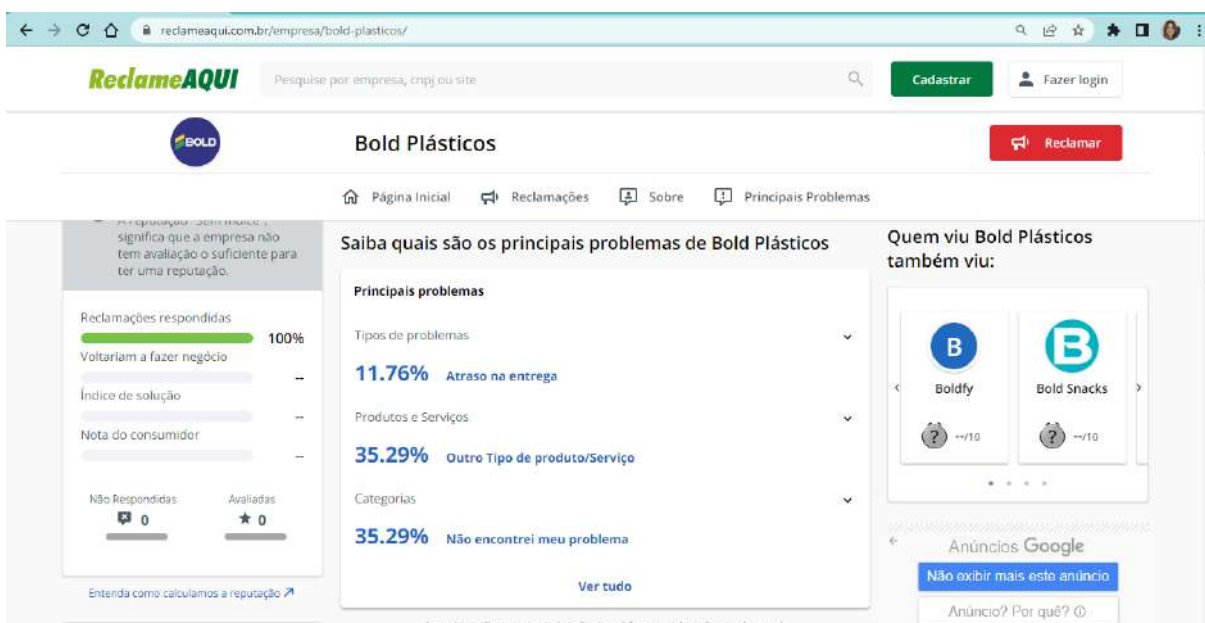 reclameaqui.com.br/empresa/bold-plasticos/
ReclameAQUI
Pesquise por empresa, cnpj ou site
Cadastrar
Fazer login
BOLD
Bold Plásticos
Reclamar
Página Inicial
Reclamações
Sobre
Principais Problemas
A reputação "Sem índice",
significa que a empresa não
tem avaliação o suficiente para
ter uma reputação.
Reclamações respondidas
100%
Voltariam a fazer negócio
--
Índice de solução
--
Nota do consumidor
--
Não Respondidas
0
Avaliadas
0
Entenda como calculamos a reputação
Saiba quais são os principais problemas de Bold Plásticos
Principais problemas
Tipos de problemas
11.76% Atraso na entrega
Produtos e Serviços
35.29% Outro Tipo de produto/Serviço
Categorias
35.29% Não encontrei meu problema
Ver tudo
Quem viu Bold Plásticos
também viu:
B
Boldfy
? --/10
B
Bold Snacks
? --/10
Anúncios Google
Não exibir mais este anúncio
Anúncio? Por quê?